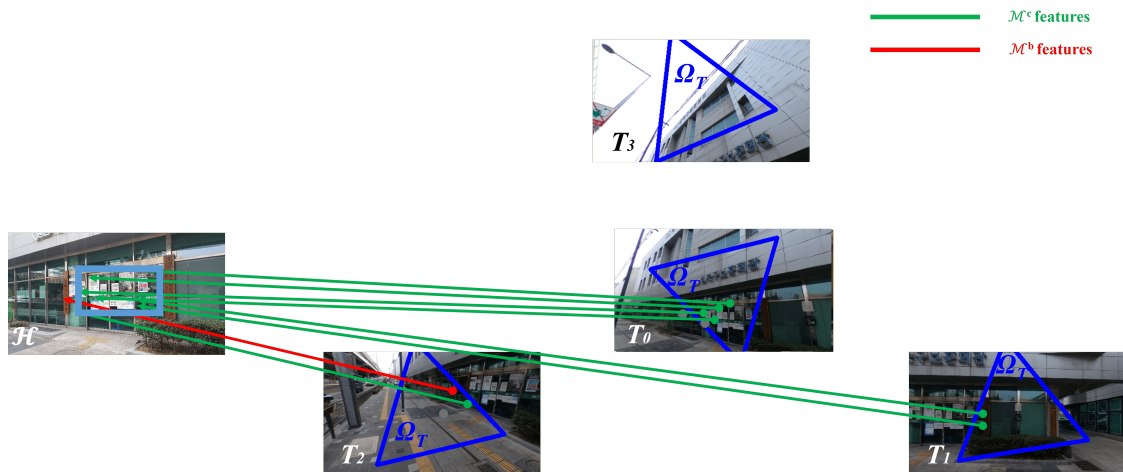 ℳᶜ features
ℳᵇ features
Ω_T
T₃
Ω_T
T₀
ℋ
Ω_T
T₂
Ω_T
T₁